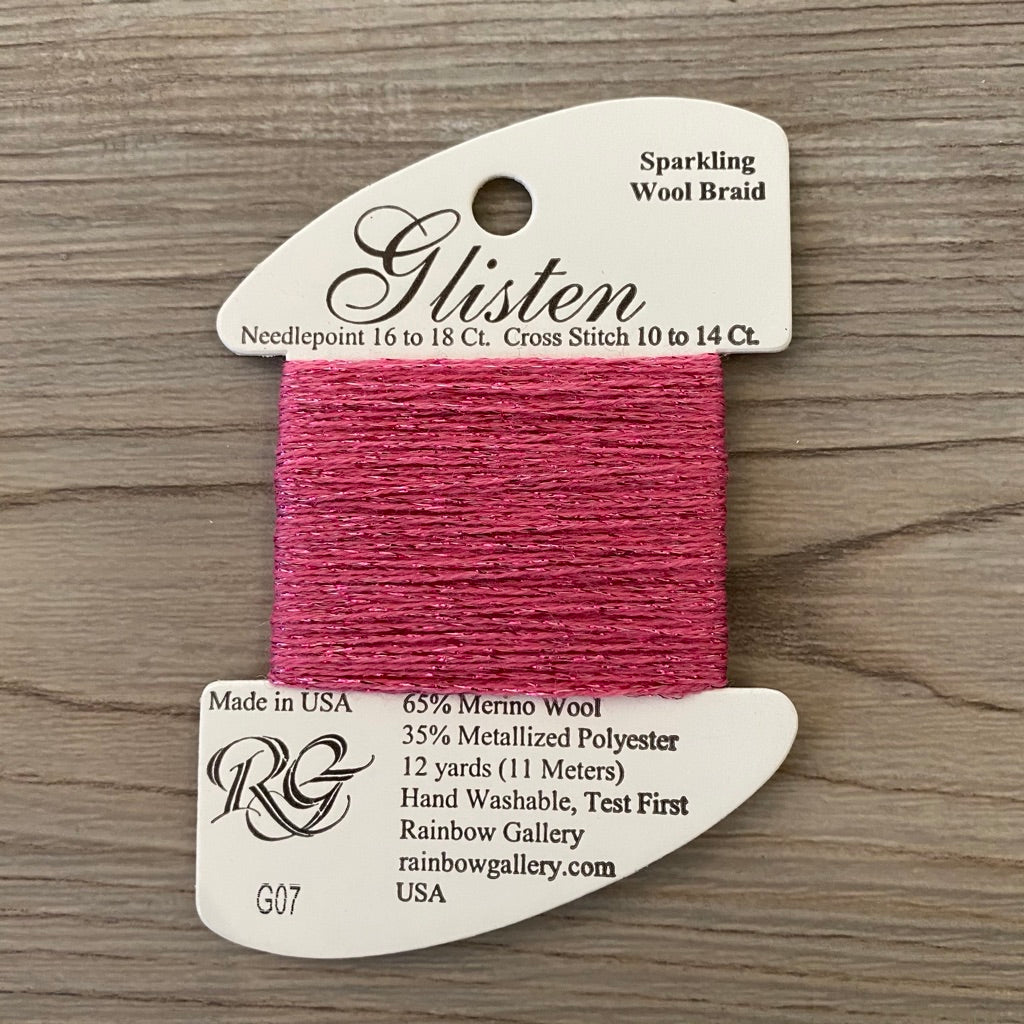 Sparkling
Wool Braid
Glisten
Needlepoint 16 to 18 Ct. Cross Stitch 10 to 14 Ct.
Made in USA
65% Merino Wool
35% Metallized Polyester
12 yards (11 Meters)
Hand Washable, Test First
Rainbow Gallery
rainbowgallery.com
USA
RG
G07